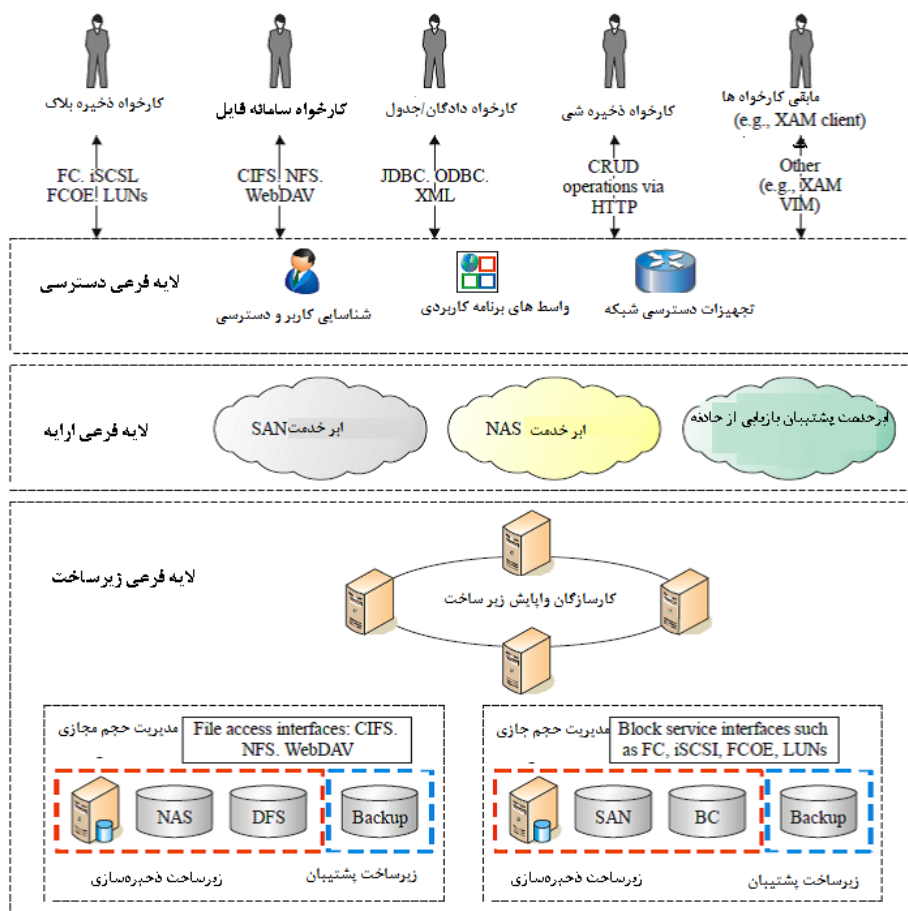 کارخواه ذخیره بلاک
کارخواه سامانه فایل
کارخواه دادگان/جدول
کارخواه ذخیره شی
مابقی کارخواه ها
(e.g., XAM client)
FC. iSCSL
FCOE. LUNs
CIFS. NFS.
WebDAV
JDBC. ODBC.
XML
CRUD
operations via
HTTP
Other
(e.g., iXAM
VIM)
لایه فرعی دسترسی
شناسایی کاربر و دسترسی
واسط های برنامه کاربردی
تجهیزات دسترسی شبکه
لایه فرعی ارایه
ابر خدمت SAN
ابر خدمت NAS
ابرخدمت پشتیبان بازیابی از حادثه
لایه فرعی زیرساخت
کارسازگان واپایش زیر ساخت
مدیریت حجم مجازی
File access interfaces: CIFS.
NFS. WebDAV
NAS
DFS
Backup
زیرساخت ذخیره‌سازی
زیرساخت پشتیبان
مدیریت حجم جازی
Block service interfaces such
as FC, iSCSI, FCOE, LUNs
SAN
BC
Backup
زیرساخت ذخیره‌سازی
زیرساخت پشتیبان